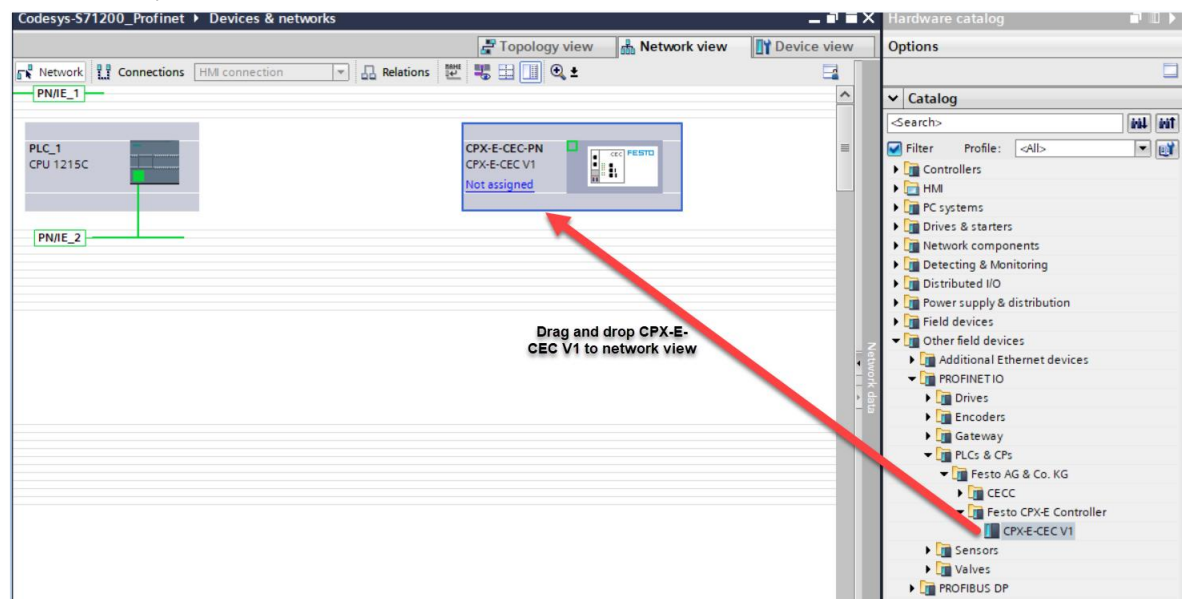 Codesys-S71200_Profinet ▸ Devices & networks
Topology view
Network view
Device view
Network
Connections
HMI connection
Relations
PN/IE_1
PLC_1
CPU 1215C
PN/IE_2
CPX-E-CEC-PN
CPX-E-CEC V1
Not assigned
CEC FESTO
Drag and drop CPX-E-
CEC V1 to network view
Network data
Hardware catalog
Options
Catalog
<Search>
Filter
Profile: <All>
Controllers
HMI
PC systems
Drives & starters
Network components
Detecting & Monitoring
Distributed I/O
Power supply & distribution
Field devices
Other field devices
Additional Ethernet devices
PROFINET IO
Drives
Encoders
Gateway
PLCs & CPs
Festo AG & Co. KG
CECC
Festo CPX-E Controller
CPX-E-CEC V1
Sensors
Valves
PROFIBUS DP